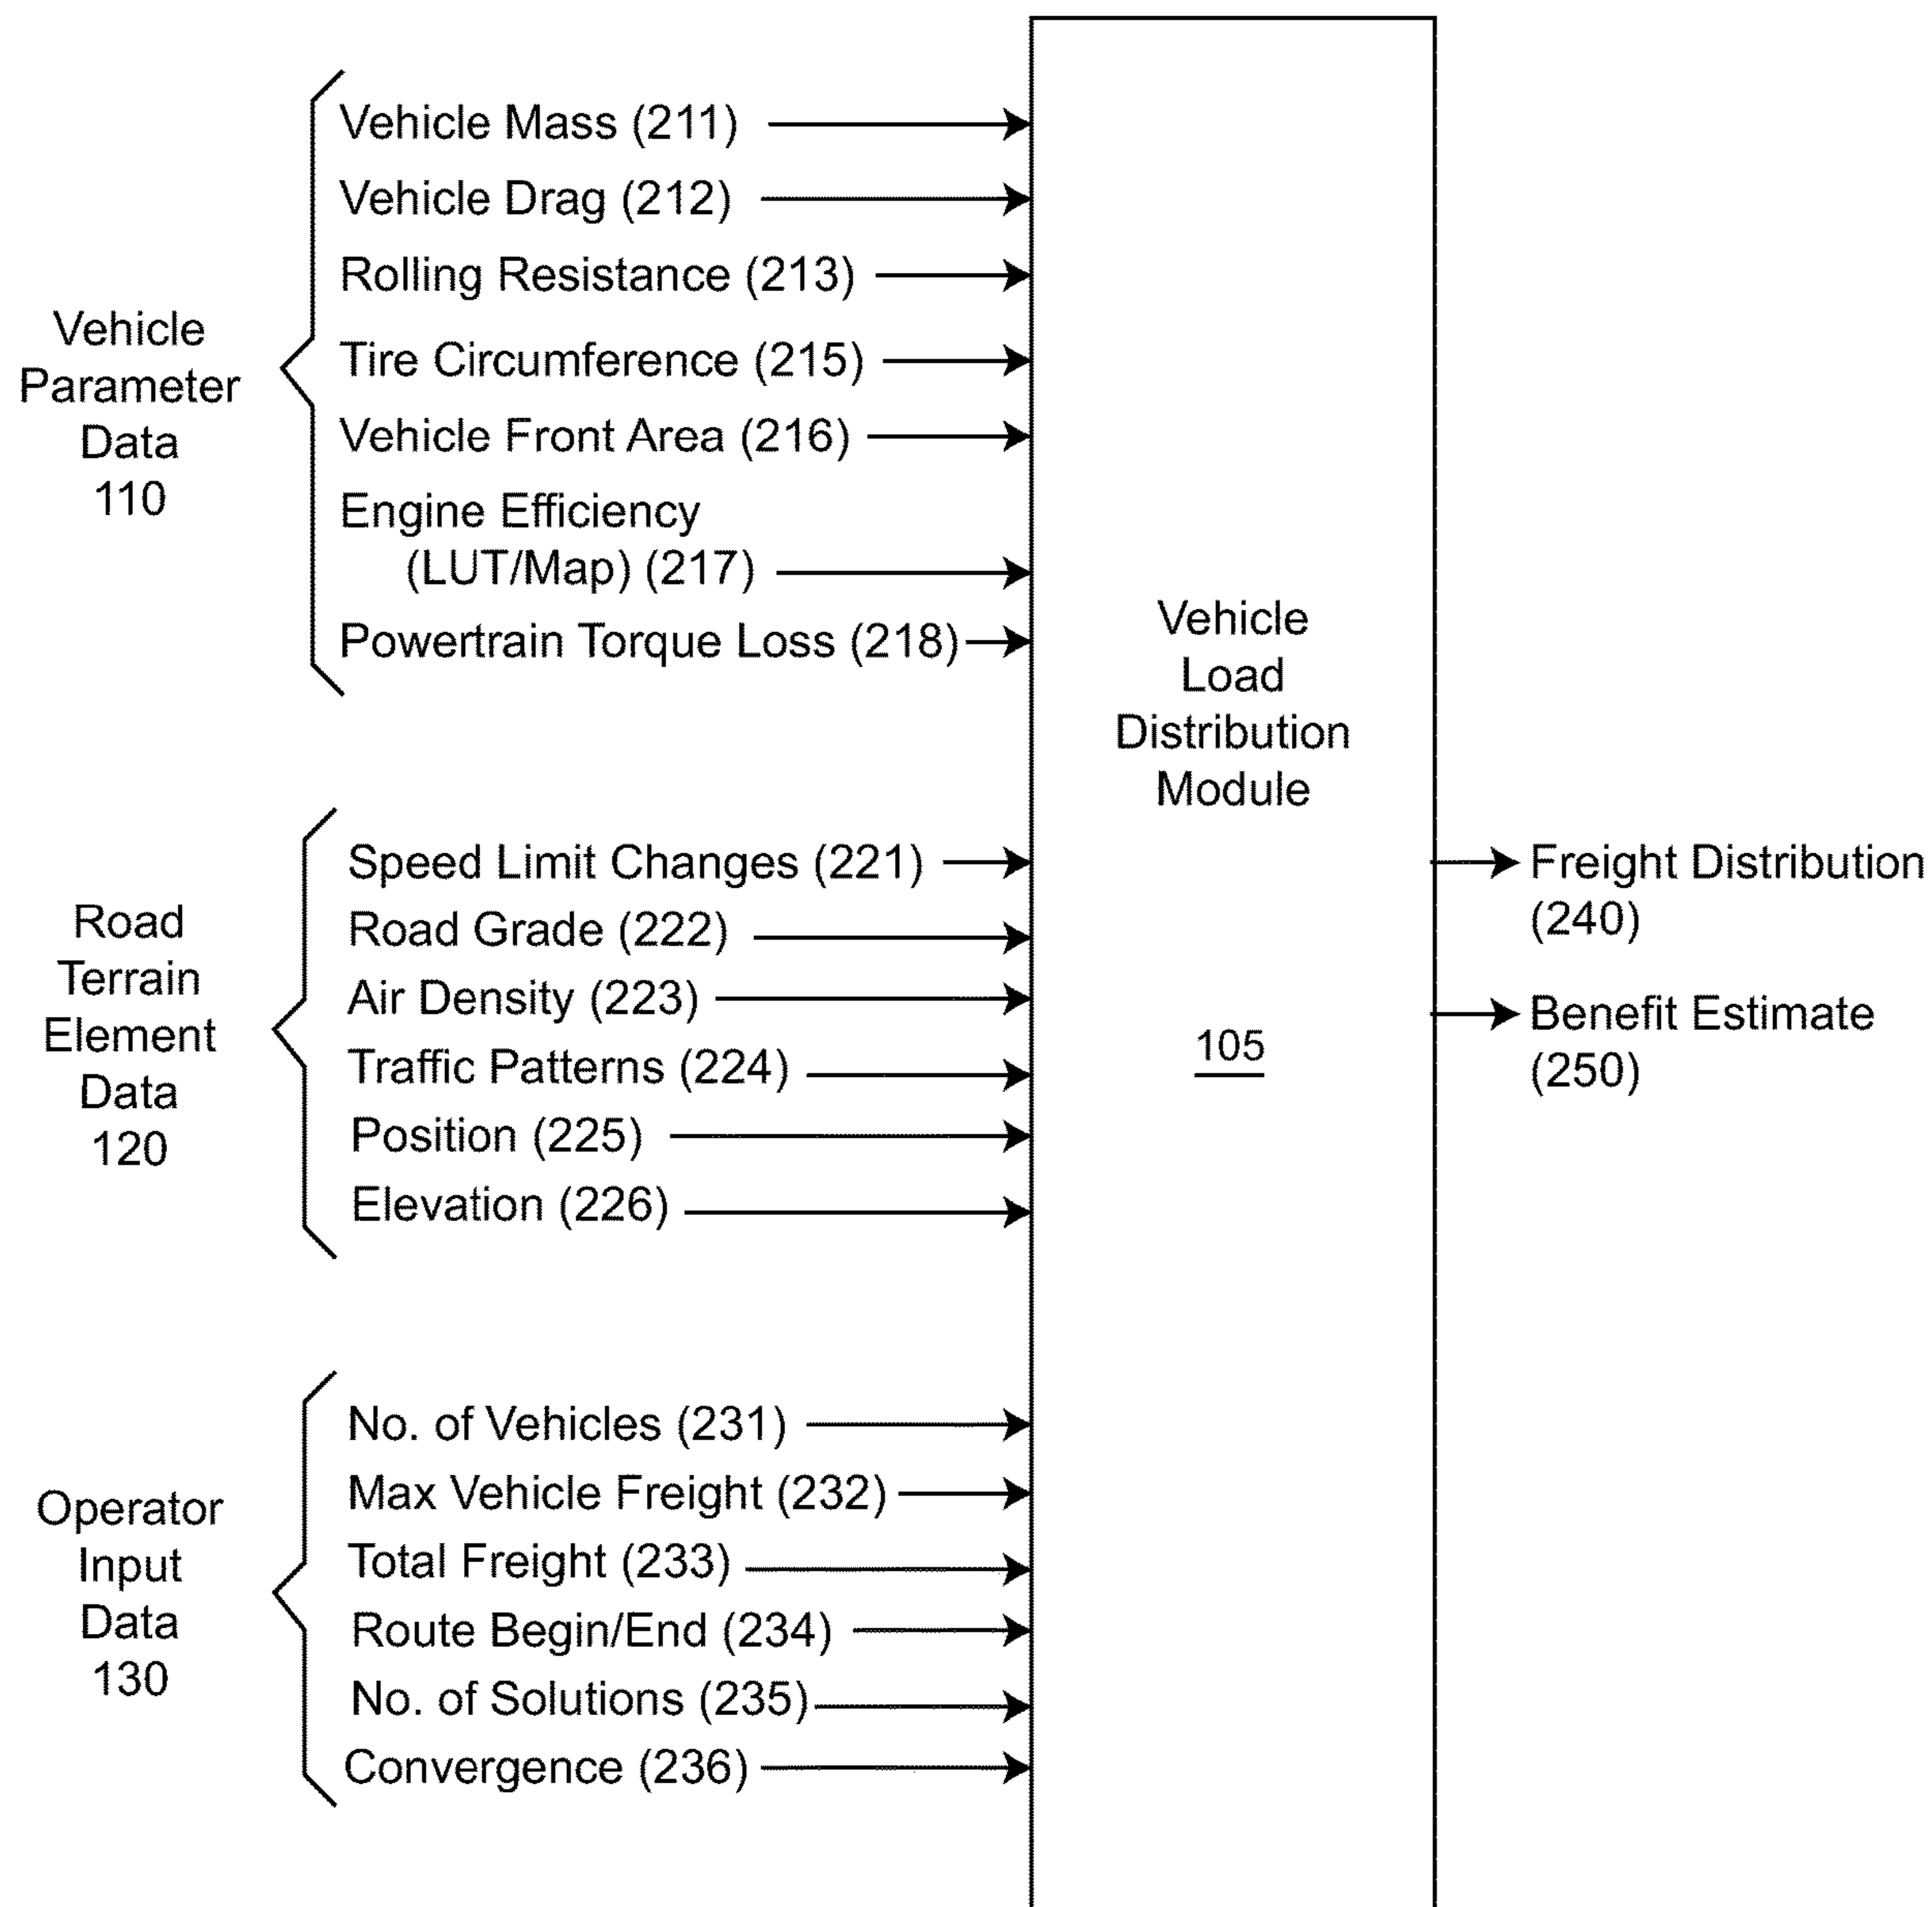 Vehicle
Parameter
Data
110
Vehicle Mass (211)
Vehicle Drag (212)
Rolling Resistance (213)
Tire Circumference (215)
Vehicle Front Area (216)
Engine Efficiency
(LUT/Map) (217)
Powertrain Torque Loss (218)
Road
Terrain
Element
Data
120
Speed Limit Changes (221)
Road Grade (222)
Air Density (223)
Traffic Patterns (224)
Position (225)
Elevation (226)
Operator
Input
Data
130
No. of Vehicles (231)
Max Vehicle Freight (232)
Total Freight (233)
Route Begin/End (234)
No. of Solutions (235)
Convergence (236)
Vehicle
Load
Distribution
Module
105
Freight Distribution
(240)
Benefit Estimate
(250)